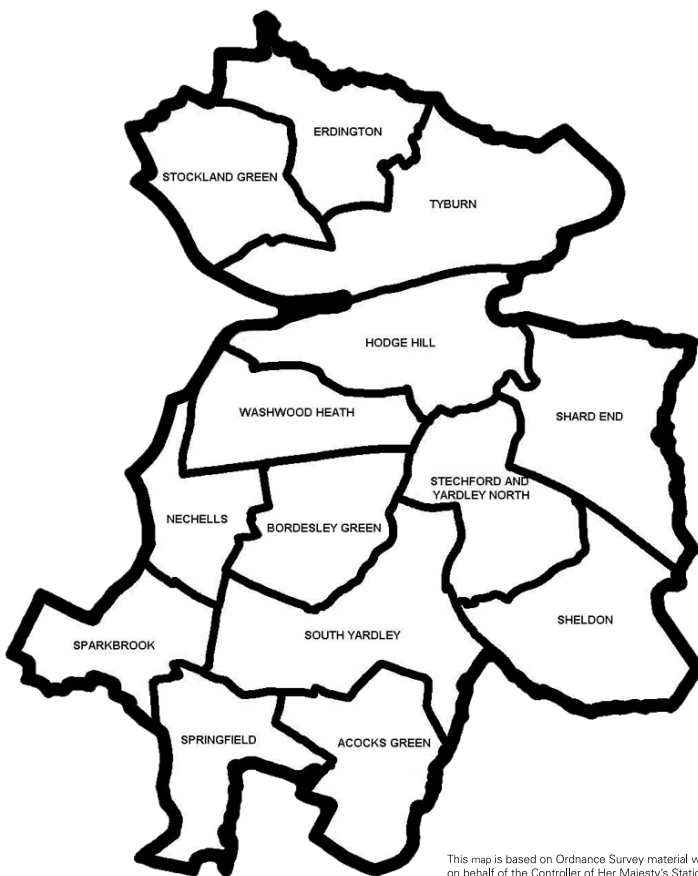 ERDINGTON
STOCKLAND GREEN
TYBURN
HODGE HILL
WASHWOOD HEATH
SHARD END
STECHFORD AND
YARDLEY NORTH
NECHELLS
BORDESLEY GREEN
SHELDON
SOUTH YARDLEY
SPARKBROOK
SPRINGFIELD
ACOCKS GREEN
This map is based on Ordnance Survey material w
on behalf of the Controller of Her Majesty's Static